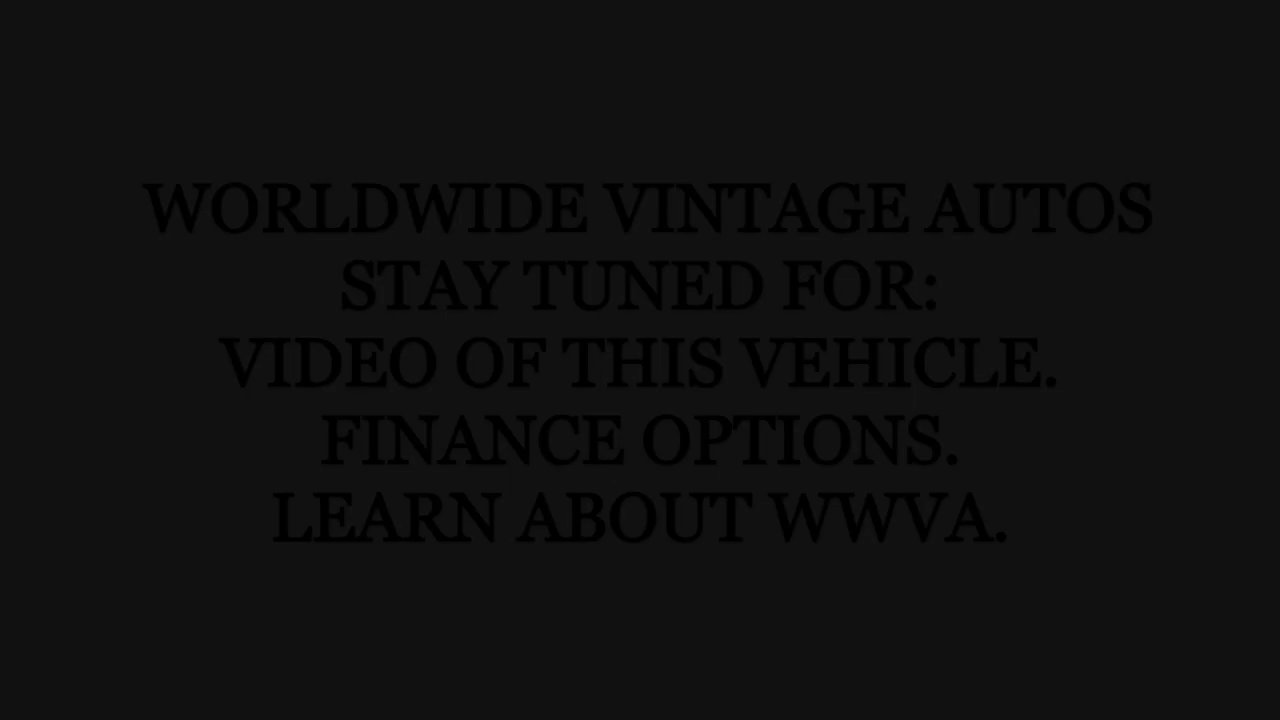 WORLDWIDE VINTAGE AUTOS
STAY TUNED FOR:
VIDEO OF THIS VEHICLE.
FINANCE OPTIONS.
LEARN ABOUT WWVA.